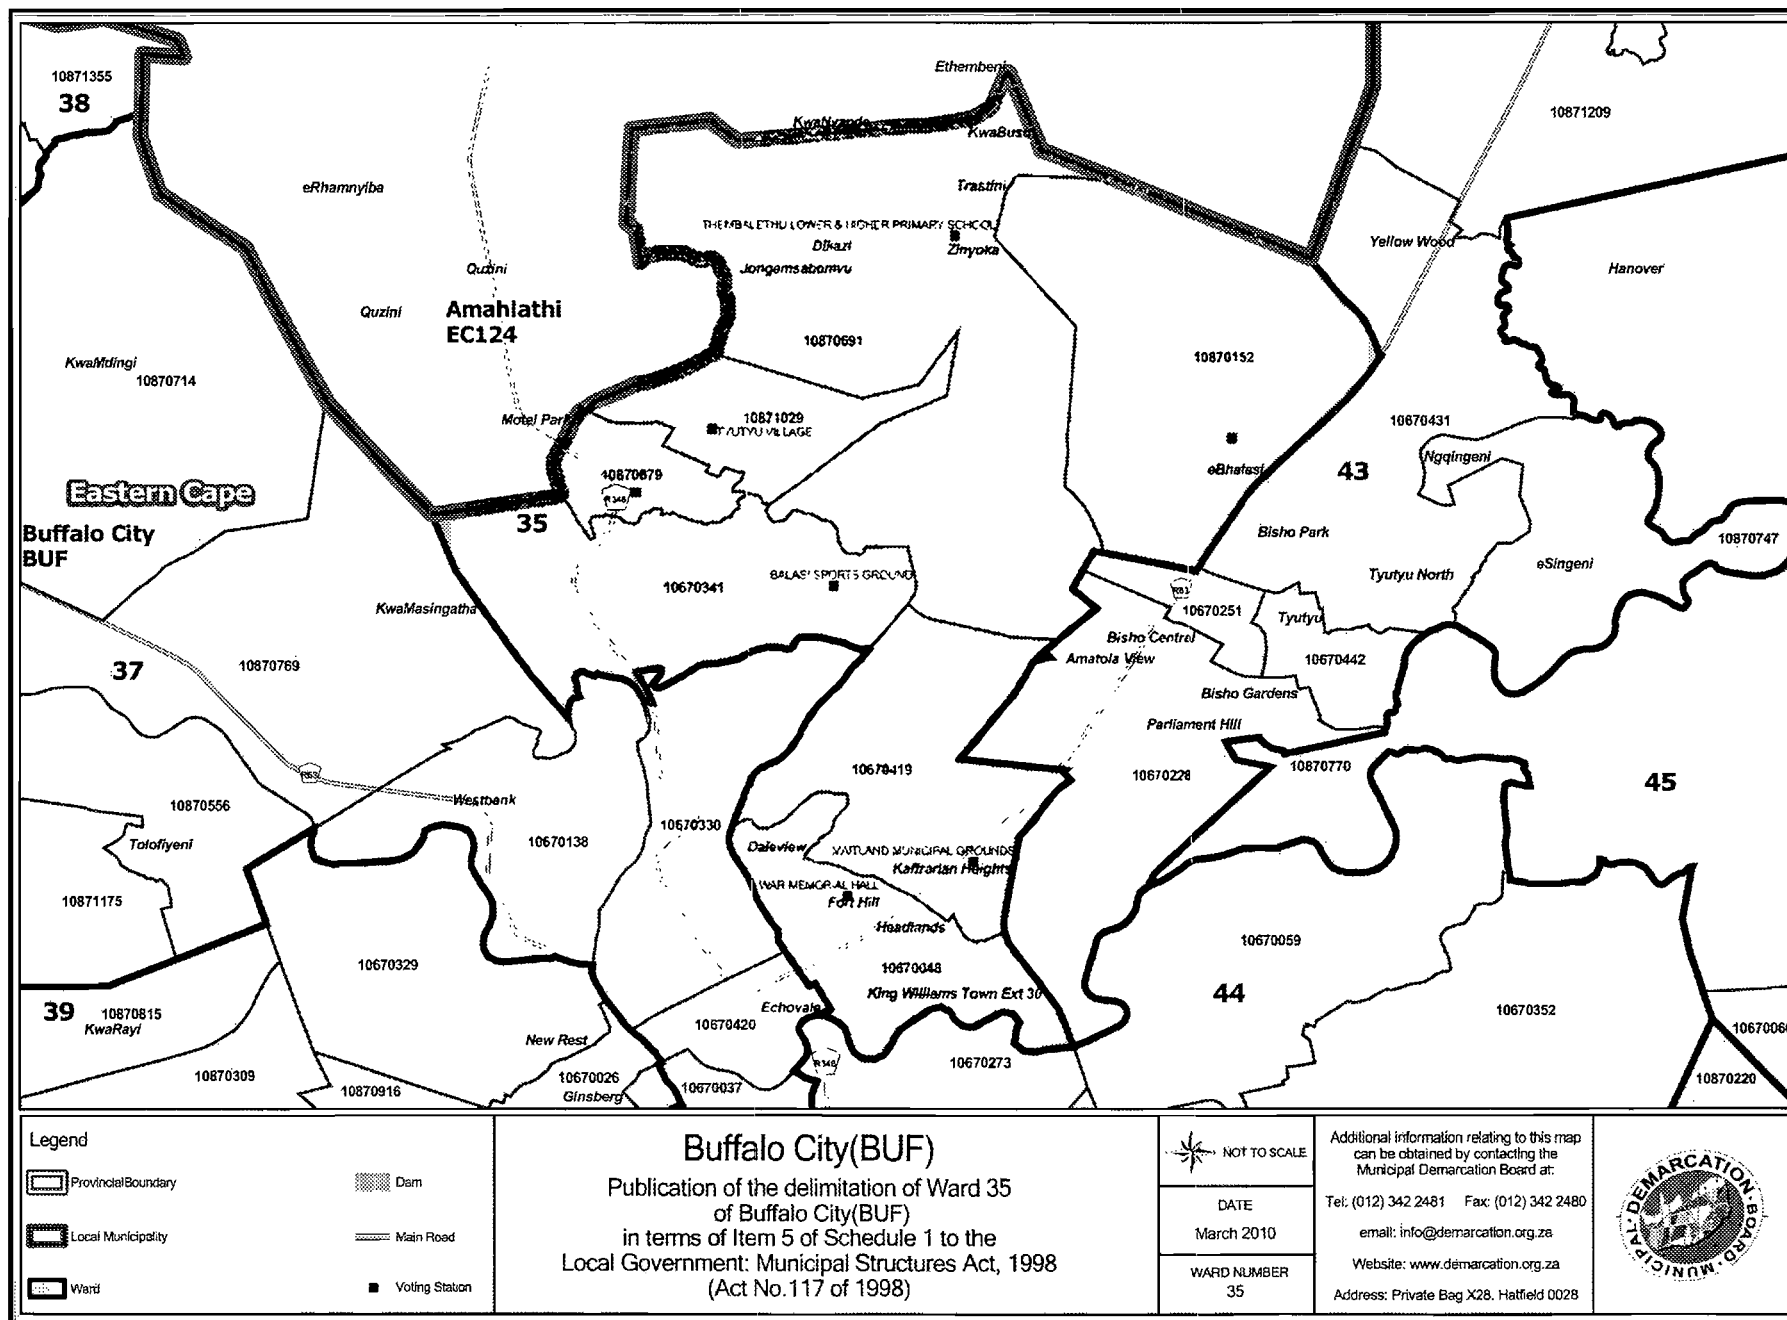 10871355
38
Ethembeni
10871209
KwaNyande
eRhamnyiba
Trastini
THEMBALETHU LOWER & HIGHER PRIMARY SCHOOL
Dikazi
Zinyoka
Jongemsabomvu
Yellow Wood
Hanover
Quzini
Quzini
Amahlathi
EC124
10870691
10870152
KwaMdingi
10870714
10871029
TYUTYU VILLAGE
Motel Park
10670431
Ngqingeni
43
eBhalasi
10870679
R346
Eastern Cape
35
Buffalo City
BUF
Bisho Park
10870747
eSingeni
Tyutyu North
BALASI SPORTS GROUND
10670341
R63
10670251
KwaMasingatha
Tyutyu
Bisho Central
Amatola View
10670442
37
10870769
Bisho Gardens
Parliament Hill
10670419
10670228
10870770
45
R63
Westbank
10870556
Tolofiyeni
10670138
10670330
Daleview
MAITLAND MUNICIPAL GROUNDS
Kaffrarian Heights
WAR MEMORIAL HALL
Fort Hill
10871175
Headlands
10670059
10670329
10670048
King Williams Town Ext 30
44
39
10870815
KwaRayi
Echovale
10670420
10670352
New Rest
R346
10670273
10870309
10870916
10670026
Ginsberg
10670037
10870220
Legend
Provincial Boundary
Dam
Local Municipality
Main Road
Ward
Voting Station
Buffalo City(BUF)
Publication of the delimitation of Ward 35
of Buffalo City(BUF)
in terms of Item 5 of Schedule 1 to the
Local Government: Municipal Structures Act, 1998
(Act No.117 of 1998)
NOT TO SCALE
DATE
March 2010
WARD NUMBER
35
Additional information relating to this map
can be obtained by contacting the
Municipal Demarcation Board at:
Tel: (012) 342 2481 Fax: (012) 342 2480
email: info@demarcation.org.za
Website: www.demarcation.org.za
Address: Private Bag X28, Hatfield 0028
MUNICIPAL DEMARCATION BOARD